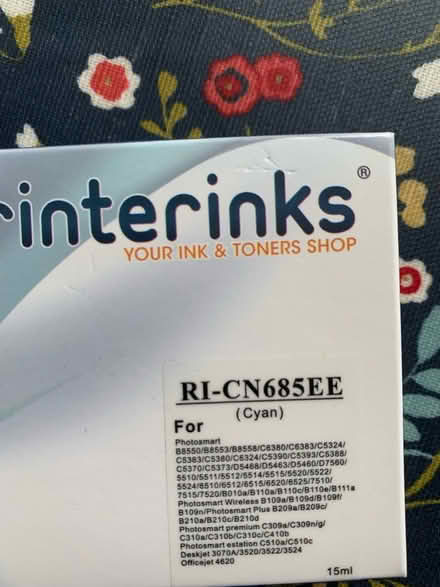 rinterinks®
YOUR INK & TONERS SHOP
RI-CN685EE
(Cyan)
For
Photosmart
B8550/B8553/B8558/C6380/C6383/C5324/
C5383/C5380/C6324/C5390/C5393/C5388/
C5370/C5373/D5468/D5463/D5460/D7560/
5510/5511/5512/5514/5515/5520/5522/
5524/6510/6512/6515/6520/6525/7510/
7515/7520/B010a/B110a/B110c/B110e/B111a
Photosmart Wireless B109a/B109d/B109f/
B109n/Photosmart Plus B209a/B209c/
B210a/B210c/B210d
Photosmart premium C309a/C309n/g/
C310a/C310b/C310c/C410b
Photosmart estation C510a/C510c
Deskjet 3070A/3520/3522/3524
Officejet 4620
15ml